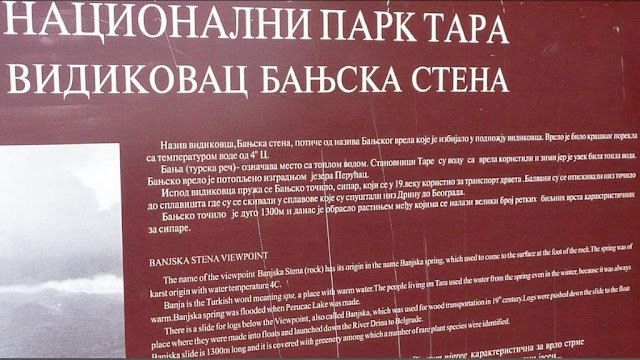 НАЦИОНАЛНИ ПАРК ТАРА
ВИДИКОВАЦ БАЊСКА СТЕНА
Назив видиковца, Бањска стена, потиче од назива Бањског врела које је избијало у подножју видиковца. Врело је било крашког порекла
са температуром воде од 4° Ц.
Бања (турска реч)- означава место са топлом водом. Становници Таре су воду са врела користили и зими јер је увек била топла вода.
Бањско врело је потопљено изградњом језера Перућац.
Испод видиковца пружа се Бањско точило, сипар, који се у 19.веку користио за транспорт дрвета. Балвани су се отискивали низ точило
до сплавишта где су се скивали у сплавове који су спуштали низ Дрину до Београда.
Бањско точило је дуго 1300м и данас је обрасло растињем међу којима се налази велики број ретких биљних врста карактристичних
за сипаре.
BANJSKA STENA VIEWPOINT
The name of the viewpoint Banjska Stena (rock) has its origin in the name Banjska spring, which used to come to the surface at the foot of the rock.The spring was of
karst origin with water temperature 4C.
Banja is the Turkish word meaning spa, a place with warm water.The people living on Tara used the water from the spring even in the winter, because it was always
warm.Banjska spring was flooded when Perucac Lake was made.
There is a slide for logs below the Viewpoint, also called Banjska, which was used for wood transportation in 19th century.Logs were pushed down the slide to the float
place where they were made into floats and launched down the River Drina to Belgrade.
Banjska slide is 1300m long and it is covered with greenery among which a number of rare plant species were identified.
карактеристична за врло стрме